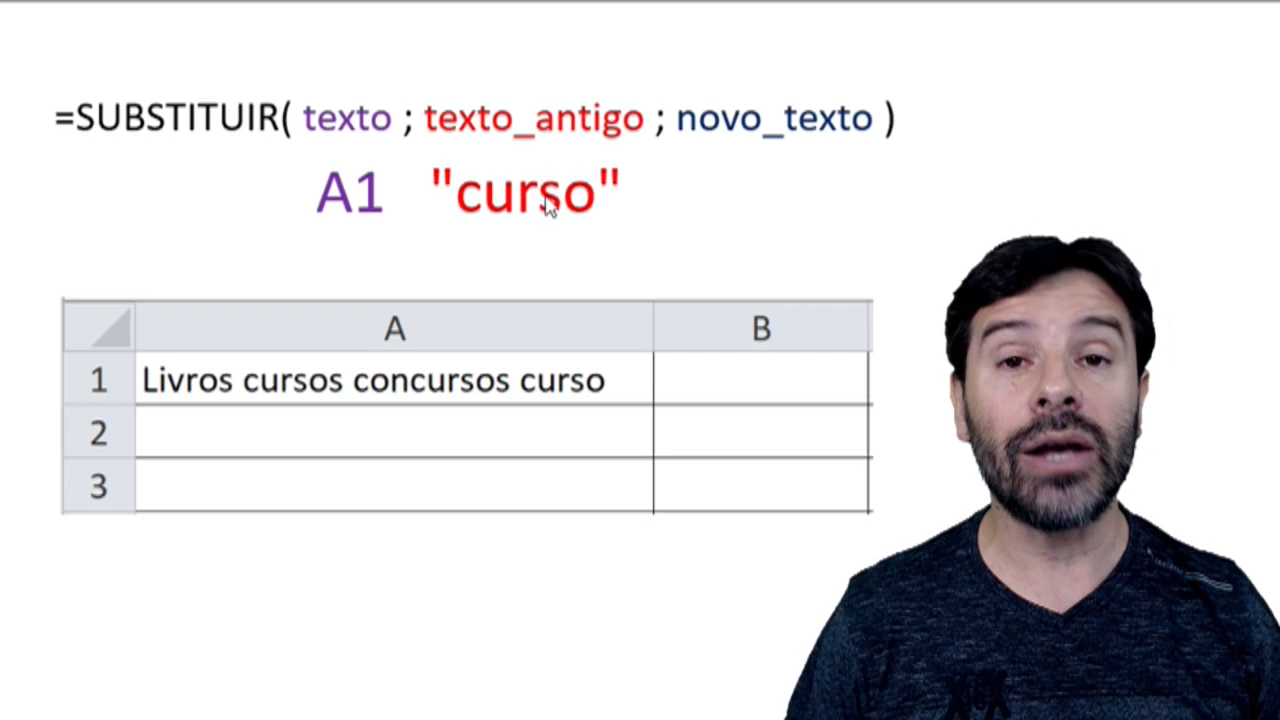 =SUBSTITUIR( texto ; texto_antigo ; novo_texto )
A1 "curso"
A B
1 Livros cursos concursos curso
2
3